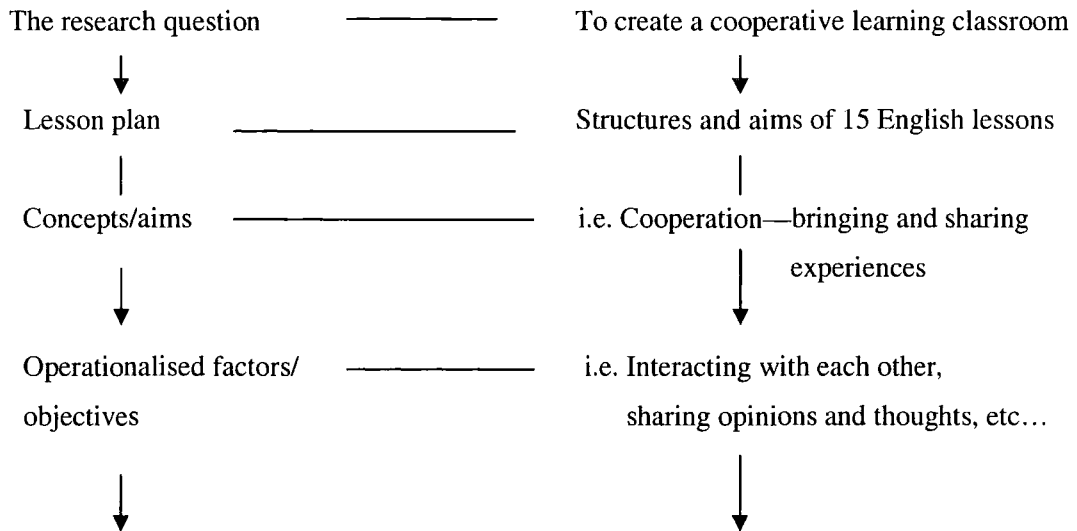 The research question To create a cooperative learning classroom
Lesson plan Structures and aims of 15 English lessons
Concepts/aims i.e. Cooperation—bringing and sharing
experiences
Operationalised factors/ i.e. Interacting with each other,
objectives sharing opinions and thoughts, etc…